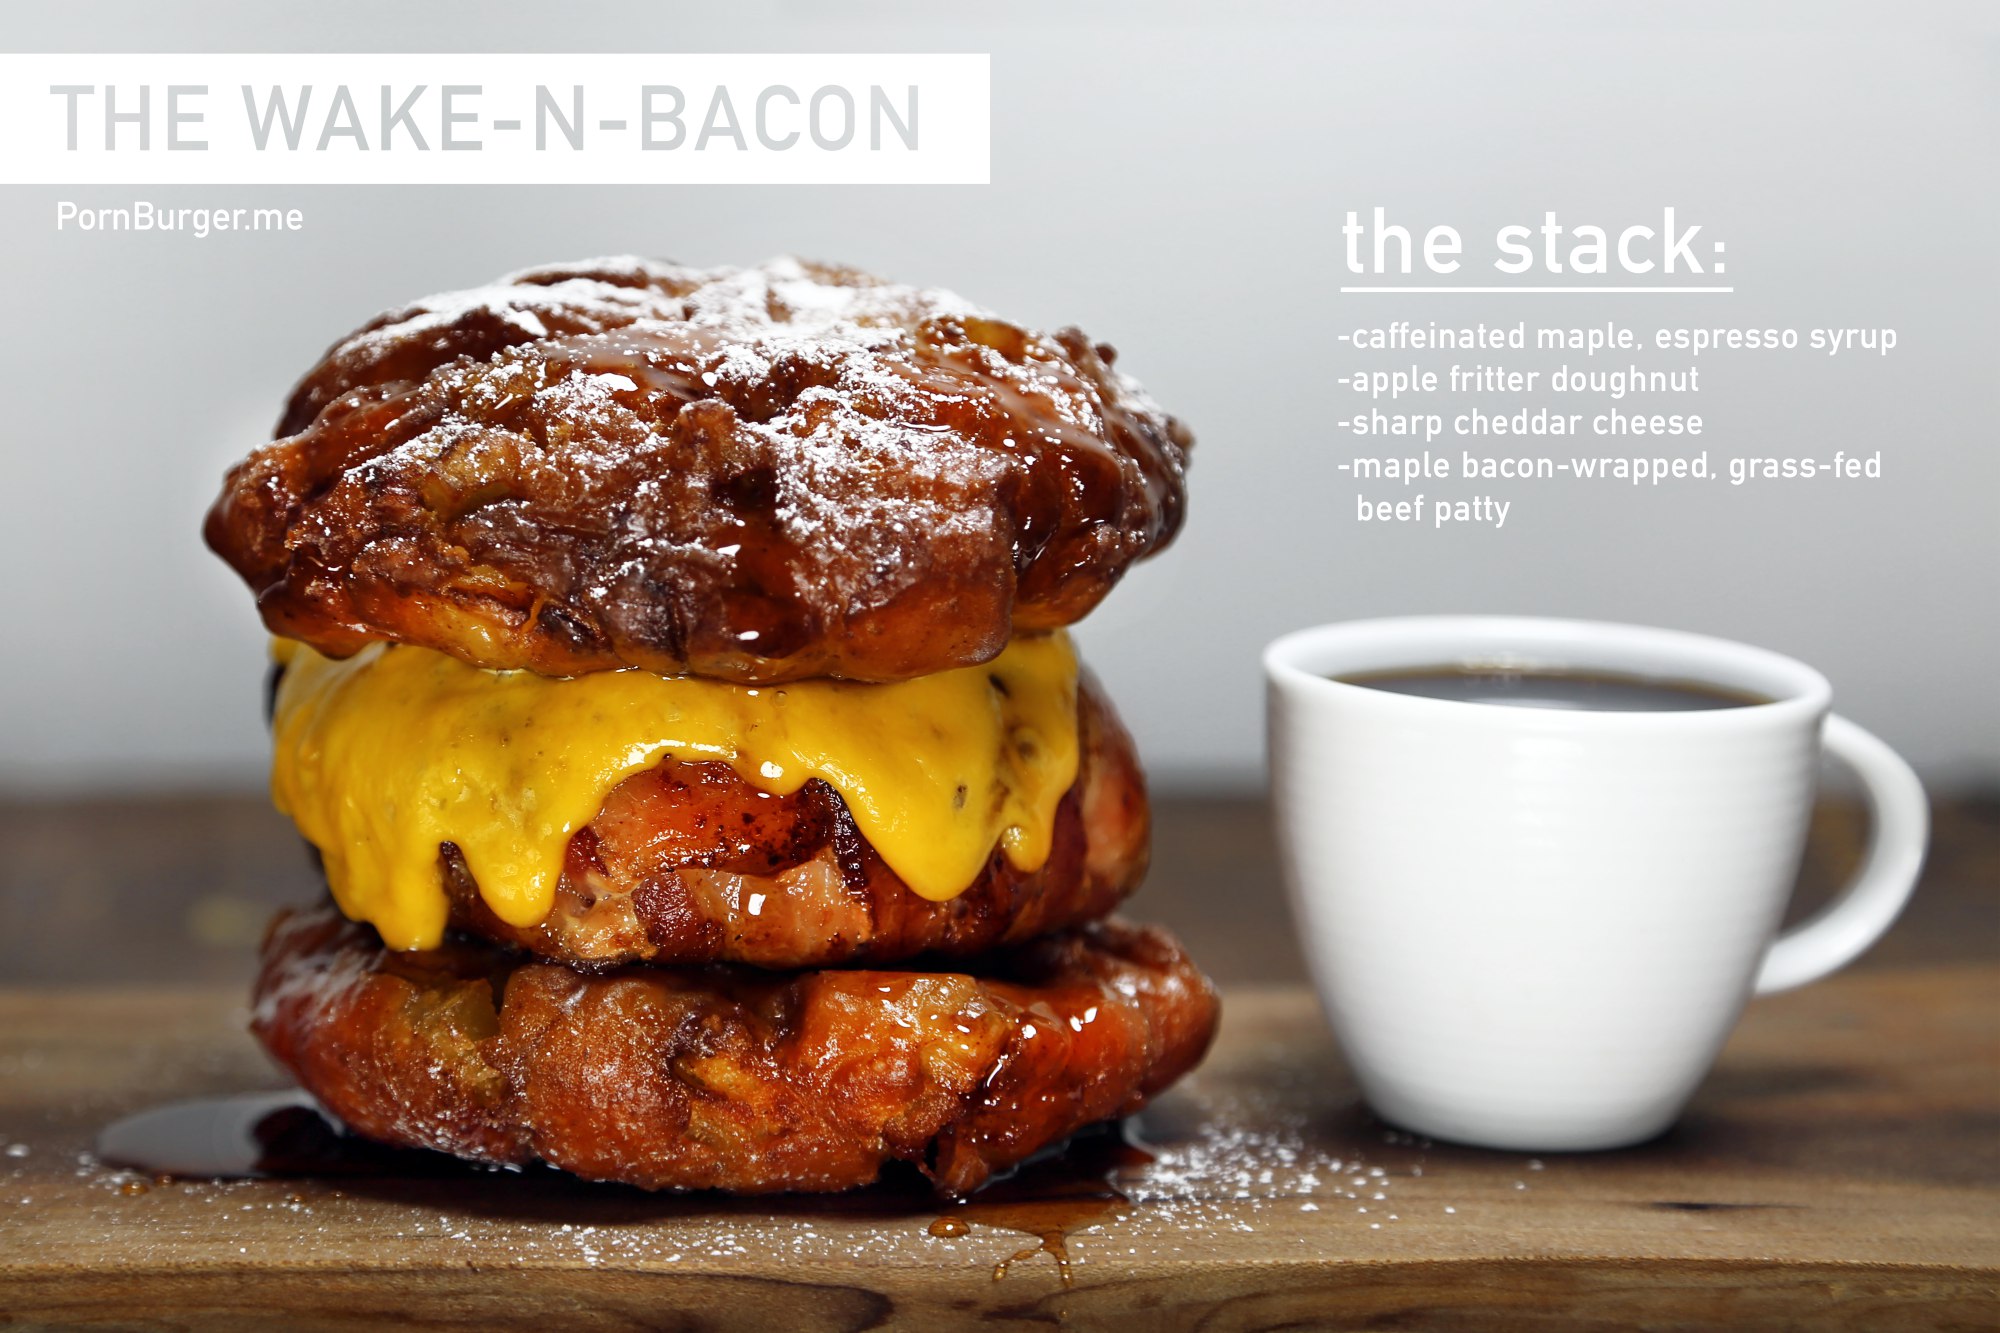 THE WAKE-N-BACON
PornBurger.me
the stack:
-caffeinated maple, espresso syrup
-apple fritter doughnut
-sharp cheddar cheese
-maple bacon-wrapped, grass-fed
beef patty